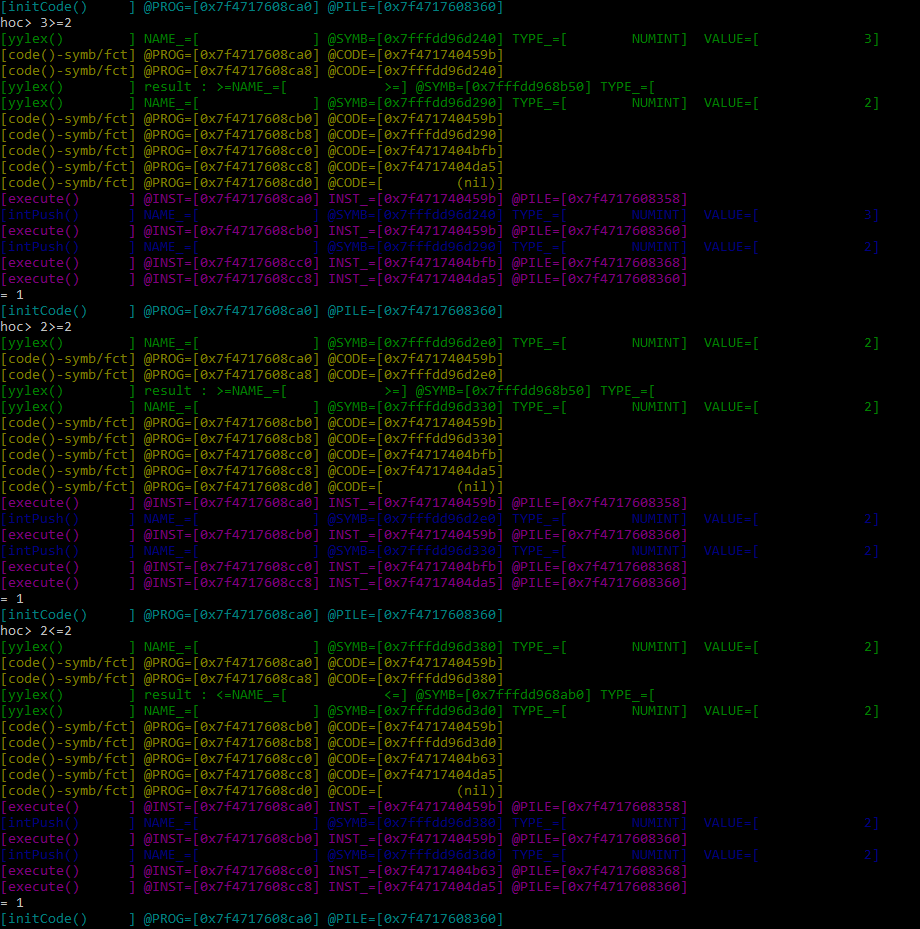 [initCode()     ] @PROG=[0x7f4717608ca0] @PILE=[0x7f4717608360]
hoc> 3>=2
[yylex()        ] NAME_=[              ] @SYMB=[0x7fffdd96d240] TYPE_=[        NUMINT]  VALUE=[             3]
[code()-symb/fct] @PROG=[0x7f4717608ca0] @CODE=[0x7f471740459b]
[code()-symb/fct] @PROG=[0x7f4717608ca8] @CODE=[0x7fffdd96d240]
[yylex()        ] result : >=NAME_=[            >=] @SYMB=[0x7fffdd968b50] TYPE_=[
[yylex()        ] NAME_=[              ] @SYMB=[0x7fffdd96d290] TYPE_=[        NUMINT]  VALUE=[             2]
[code()-symb/fct] @PROG=[0x7f4717608cb0] @CODE=[0x7f471740459b]
[code()-symb/fct] @PROG=[0x7f4717608cb8] @CODE=[0x7fffdd96d290]
[code()-symb/fct] @PROG=[0x7f4717608cc0] @CODE=[0x7f4717404bfb]
[code()-symb/fct] @PROG=[0x7f4717608cc8] @CODE=[0x7f4717404da5]
[code()-symb/fct] @PROG=[0x7f4717608cd0] @CODE=[         (nil)]
[execute()      ] @INST=[0x7f4717608ca0] INST_=[0x7f471740459b] @PILE=[0x7f4717608358]
[intPush()      ] NAME_=[              ] @SYMB=[0x7fffdd96d240] TYPE_=[        NUMINT]  VALUE=[             3]
[execute()      ] @INST=[0x7f4717608cb0] INST_=[0x7f471740459b] @PILE=[0x7f4717608360]
[intPush()      ] NAME_=[              ] @SYMB=[0x7fffdd96d290] TYPE_=[        NUMINT]  VALUE=[             2]
[execute()      ] @INST=[0x7f4717608cc0] INST_=[0x7f4717404bfb] @PILE=[0x7f4717608368]
[execute()      ] @INST=[0x7f4717608cc8] INST_=[0x7f4717404da5] @PILE=[0x7f4717608360]
= 1
[initCode()     ] @PROG=[0x7f4717608ca0] @PILE=[0x7f4717608360]
hoc> 2>=2
[yylex()        ] NAME_=[              ] @SYMB=[0x7fffdd96d2e0] TYPE_=[        NUMINT]  VALUE=[             2]
[code()-symb/fct] @PROG=[0x7f4717608ca0] @CODE=[0x7f471740459b]
[code()-symb/fct] @PROG=[0x7f4717608ca8] @CODE=[0x7fffdd96d2e0]
[yylex()        ] result : >=NAME_=[            >=] @SYMB=[0x7fffdd968b50] TYPE_=[
[yylex()        ] NAME_=[              ] @SYMB=[0x7fffdd96d330] TYPE_=[        NUMINT]  VALUE=[             2]
[code()-symb/fct] @PROG=[0x7f4717608cb0] @CODE=[0x7f471740459b]
[code()-symb/fct] @PROG=[0x7f4717608cb8] @CODE=[0x7fffdd96d330]
[code()-symb/fct] @PROG=[0x7f4717608cc0] @CODE=[0x7f4717404bfb]
[code()-symb/fct] @PROG=[0x7f4717608cc8] @CODE=[0x7f4717404da5]
[code()-symb/fct] @PROG=[0x7f4717608cd0] @CODE=[         (nil)]
[execute()      ] @INST=[0x7f4717608ca0] INST_=[0x7f471740459b] @PILE=[0x7f4717608358]
[intPush()      ] NAME_=[              ] @SYMB=[0x7fffdd96d2e0] TYPE_=[        NUMINT]  VALUE=[             2]
[execute()      ] @INST=[0x7f4717608cb0] INST_=[0x7f471740459b] @PILE=[0x7f4717608360]
[intPush()      ] NAME_=[              ] @SYMB=[0x7fffdd96d330] TYPE_=[        NUMINT]  VALUE=[             2]
[execute()      ] @INST=[0x7f4717608cc0] INST_=[0x7f4717404bfb] @PILE=[0x7f4717608368]
[execute()      ] @INST=[0x7f4717608cc8] INST_=[0x7f4717404da5] @PILE=[0x7f4717608360]
= 1
[initCode()     ] @PROG=[0x7f4717608ca0] @PILE=[0x7f4717608360]
hoc> 2<=2
[yylex()        ] NAME_=[              ] @SYMB=[0x7fffdd96d380] TYPE_=[        NUMINT]  VALUE=[             2]
[code()-symb/fct] @PROG=[0x7f4717608ca0] @CODE=[0x7f471740459b]
[code()-symb/fct] @PROG=[0x7f4717608ca8] @CODE=[0x7fffdd96d380]
[yylex()        ] result : <=NAME_=[            <=] @SYMB=[0x7fffdd968ab0] TYPE_=[
[yylex()        ] NAME_=[              ] @SYMB=[0x7fffdd96d3d0] TYPE_=[        NUMINT]  VALUE=[             2]
[code()-symb/fct] @PROG=[0x7f4717608cb0] @CODE=[0x7f471740459b]
[code()-symb/fct] @PROG=[0x7f4717608cb8] @CODE=[0x7fffdd96d3d0]
[code()-symb/fct] @PROG=[0x7f4717608cc0] @CODE=[0x7f4717404b63]
[code()-symb/fct] @PROG=[0x7f4717608cc8] @CODE=[0x7f4717404da5]
[code()-symb/fct] @PROG=[0x7f4717608cd0] @CODE=[         (nil)]
[execute()      ] @INST=[0x7f4717608ca0] INST_=[0x7f471740459b] @PILE=[0x7f4717608358]
[intPush()      ] NAME_=[              ] @SYMB=[0x7fffdd96d380] TYPE_=[        NUMINT]  VALUE=[             2]
[execute()      ] @INST=[0x7f4717608cb0] INST_=[0x7f471740459b] @PILE=[0x7f4717608360]
[intPush()      ] NAME_=[              ] @SYMB=[0x7fffdd96d3d0] TYPE_=[        NUMINT]  VALUE=[             2]
[execute()      ] @INST=[0x7f4717608cc0] INST_=[0x7f4717404b63] @PILE=[0x7f4717608368]
[execute()      ] @INST=[0x7f4717608cc8] INST_=[0x7f4717404da5] @PILE=[0x7f4717608360]
= 1
[initCode()     ] @PROG=[0x7f4717608ca0] @PILE=[0x7f4717608360]